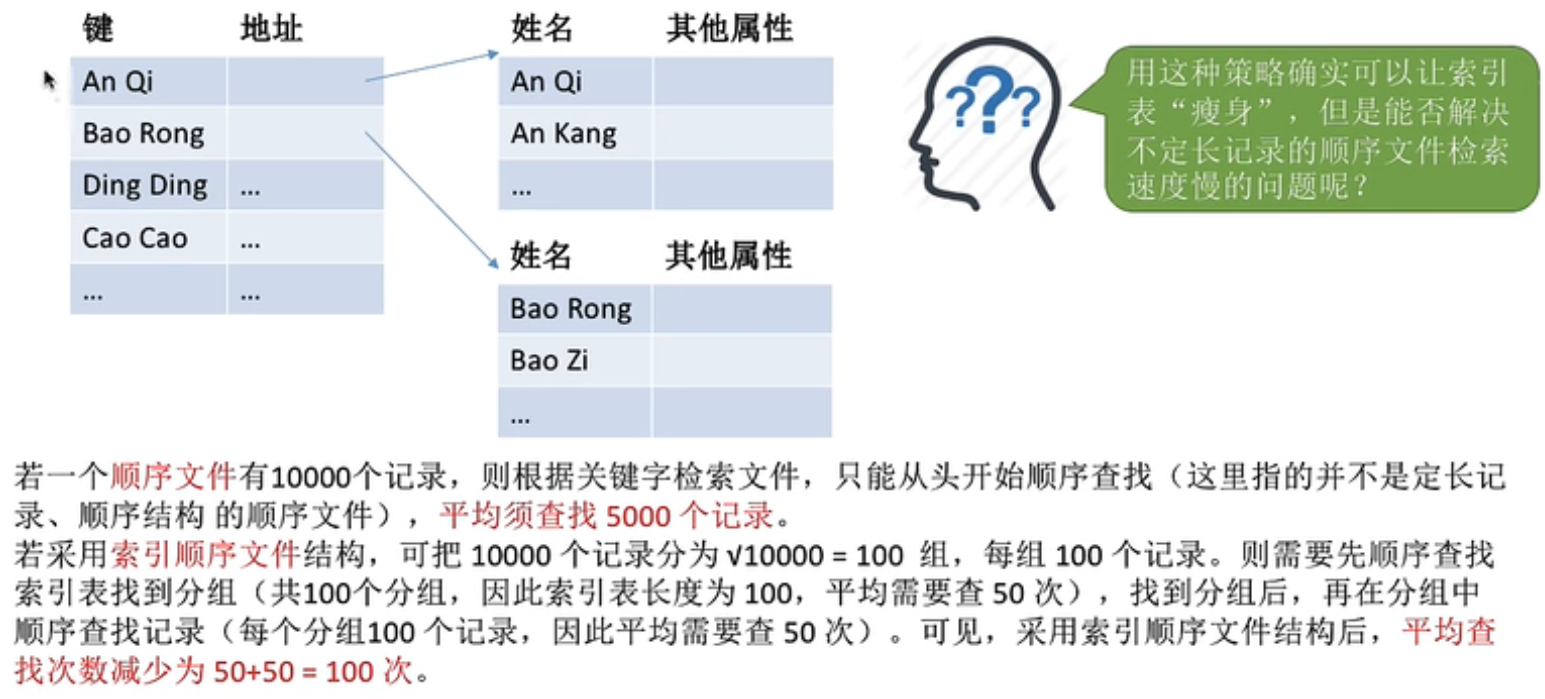 键 地址
An Qi
Bao Rong
Ding Ding ...
Cao Cao ...
... ...
姓名 其他属性
An Qi
An Kang
...
姓名 其他属性
Bao Rong
Bao Zi
...
???
用这种策略确实可以让索引
表“瘦身”，但是能否解决
不定长记录的顺序文件检索
速度慢的问题呢？
若一个顺序文件有10000个记录，则根据关键字检索文件，只能从头开始顺序查找（这里指的并不是定长记
录、顺序结构 的顺序文件），平均须查找 5000 个记录。
若采用索引顺序文件结构，可把 10000 个记录分为 √10000 = 100 组，每组 100 个记录。则需要先顺序查找
索引表找到分组（共100个分组，因此索引表长度为 100，平均需要查 50 次），找到分组后，再在分组中
顺序查找记录（每个分组100 个记录，因此平均需要查 50 次）。可见，采用索引顺序文件结构后，平均查
找次数减少为 50+50 = 100 次。